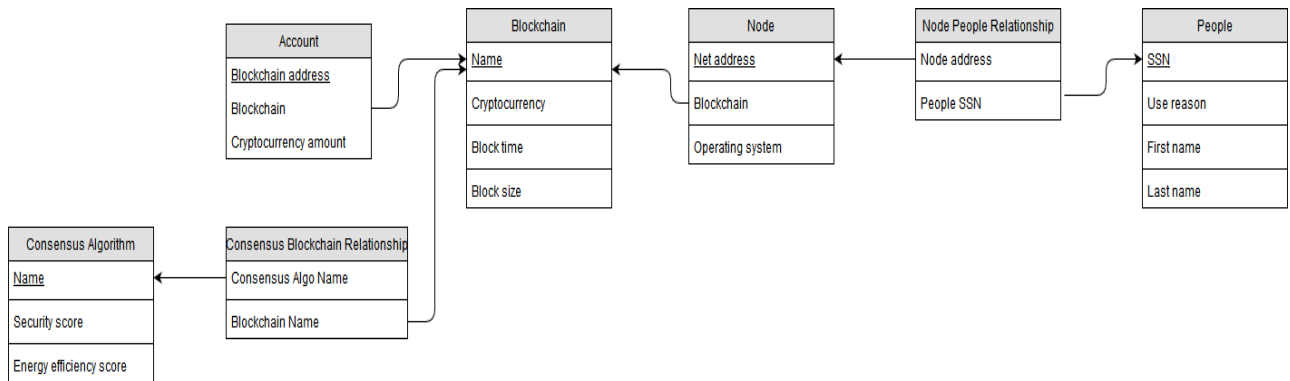 Account
Blockchain address
Blockchain
Cryptocurrency amount
Blockchain
Name
Cryptocurrency
Block time
Block size
Node
Net address
Blockchain
Operating system
Node People Relationship
Node address
People SSN
People
SSN
Use reason
First name
Last name
Consensus Algorithm
Name
Security score
Energy efficiency score
Consensus Blockchain Relationship
Consensus Algo Name
Blockchain Name